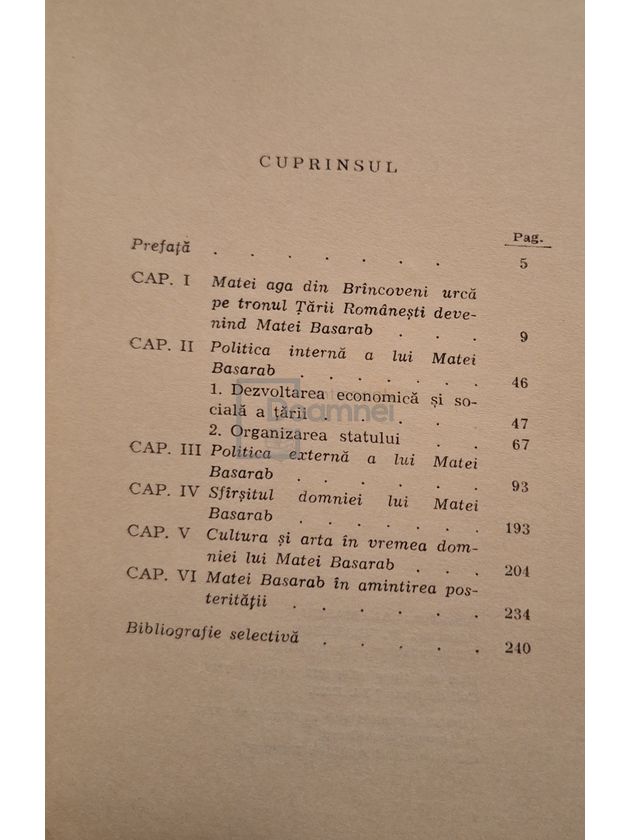 CUPRINSUL
Pag.
Prefață . . . . . . . 5
CAP. I Matei aga din Brîncoveni urcă
pe tronul Țării Românești deve-
nind Matei Basarab . . . 9
CAP. II Politica internă a lui Matei
Basarab . . . . . . . 46
1. Dezvoltarea economică și so-
cială a țării . . . . . . 47
2. Organizarea statului . . 67
CAP. III Politica externă a lui Matei
Basarab . . . . . . . 93
CAP. IV Sfîrșitul domniei lui Matei
Basarab . . . . . . . 193
CAP. V Cultura și arta în vremea dom-
niei lui Matei Basarab . . . 204
CAP. VI Matei Basarab în amintirea pos-
terității . . . . . . 234
Bibliografie selectivă . . . . . 240